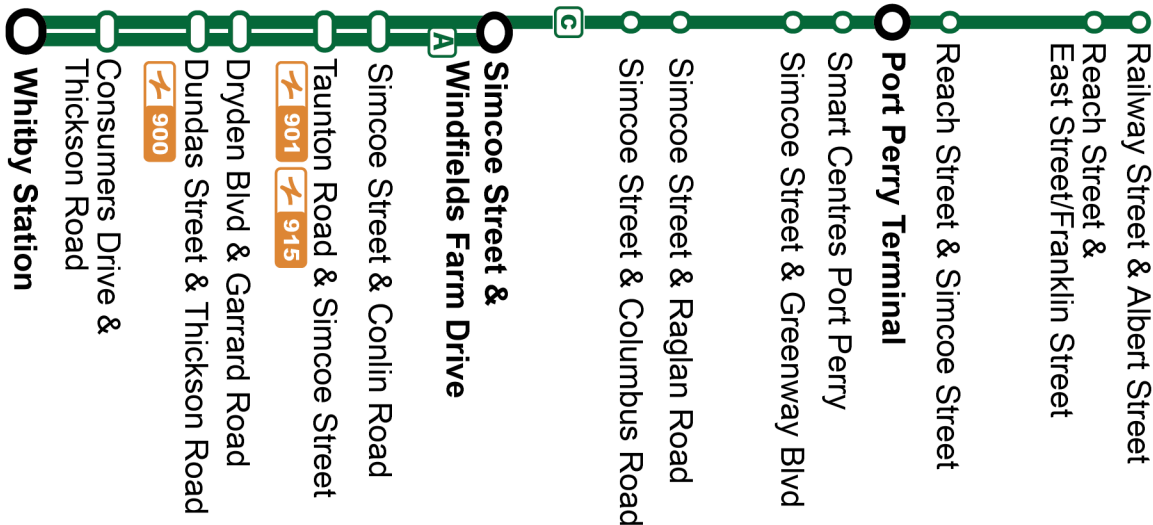 Whitby Station
Consumers Drive &
Thickson Road
Dundas Street & Thickson Road
900
Dryden Blvd & Garrard Road
Taunton Road & Simcoe Street
901
915
Simcoe Street & Conlin Road
A
Simcoe Street &
Windfields Farm Drive
C
Simcoe Street & Columbus Road
Simcoe Street & Raglan Road
Simcoe Street & Greenway Blvd
Smart Centres Port Perry
Port Perry Terminal
Reach Street & Simcoe Street
Reach Street &
East Street/Franklin Street
Railway Street & Albert Street